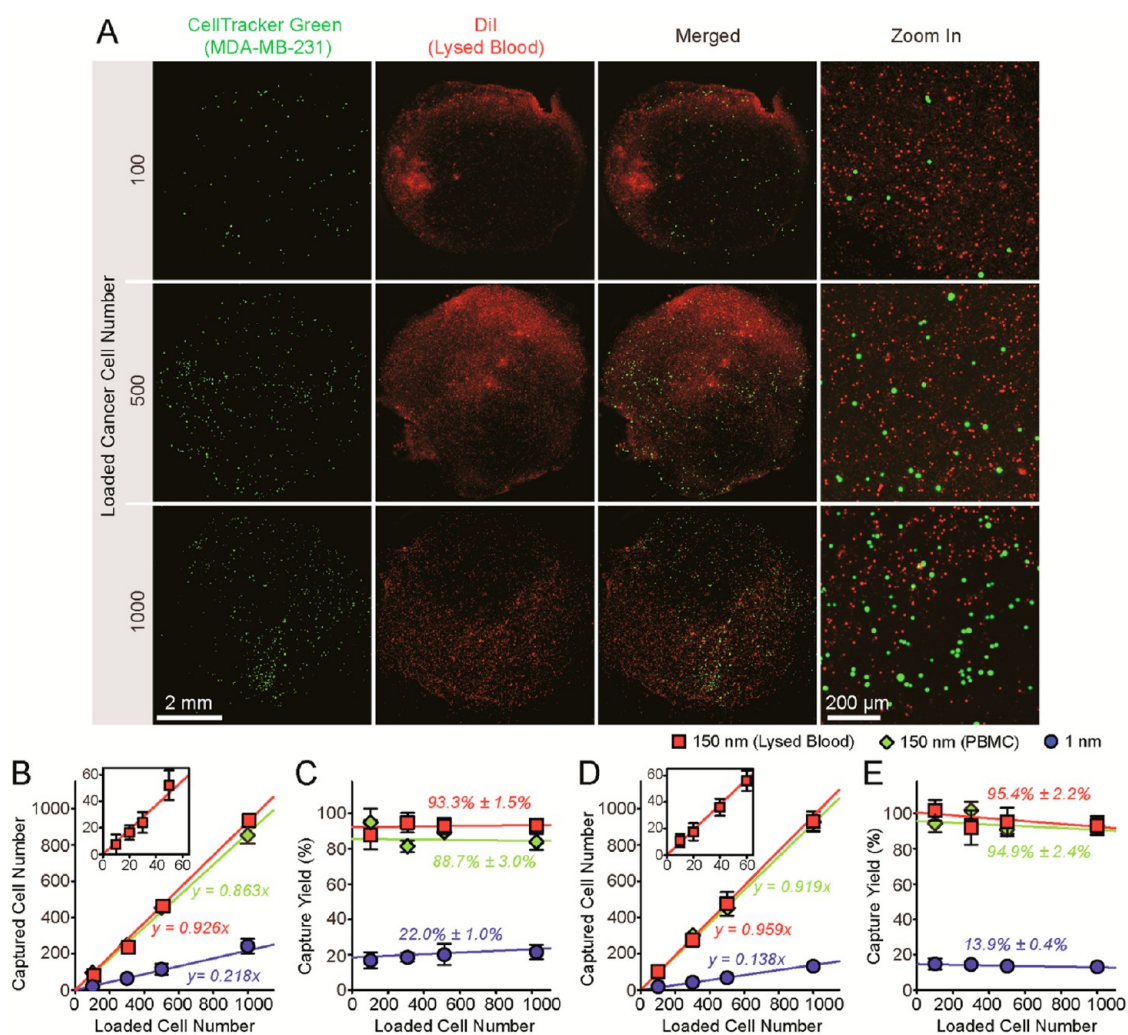 A
CellTracker Green
(MDA-MB-231)
DiI
(Lysed Blood)
Merged
Zoom In
Loaded Cancer Cell Number
100
500
1000
2 mm
200 µm
150 nm (Lysed Blood)
150 nm (PBMC)
1 nm
B
Captured Cell Number
1000
800
600
400
200
0
60
40
20
0
0 20 40 60
y = 0.863x
y = 0.926x
y = 0.218x
0 200 400 600 800 1000
Loaded Cell Number
C
Capture Yield (%)
100
80
60
40
20
0
93.3% ± 1.5%
88.7% ± 3.0%
22.0% ± 1.0%
0 200 400 600 800 1000
Loaded Cell Number
D
Captured Cell Number
1000
800
600
400
200
0
60
40
20
0
0 20 40 60
y = 0.919x
y = 0.959x
y = 0.138x
0 200 400 600 800 1000
Loaded Cell Number
E
Capture Yield (%)
120
100
80
60
40
20
0
95.4% ± 2.2%
94.9% ± 2.4%
13.9% ± 0.4%
0 200 400 600 800 1000
Loaded Cell Number